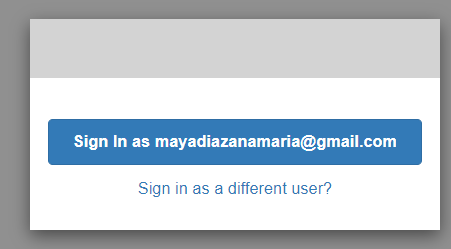 Sign In as mayadiazanamaria@gmail.com
Sign in as a different user?